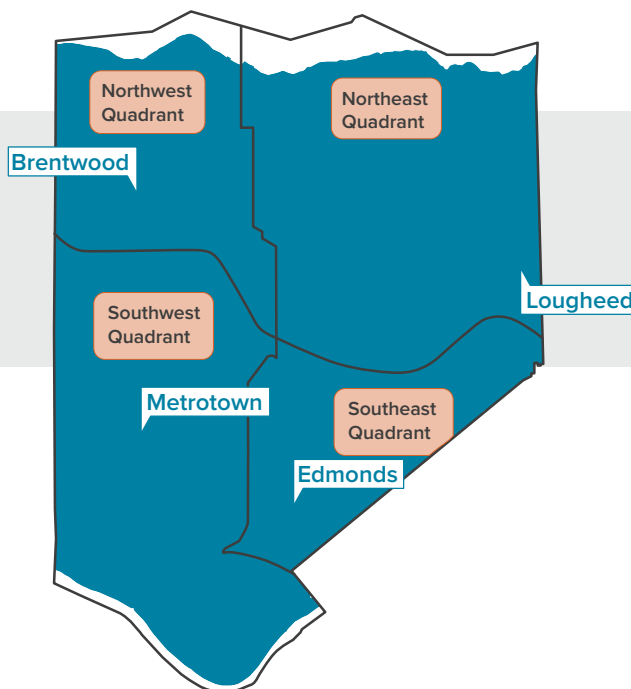 Northwest
Quadrant
Northeast
Quadrant
Brentwood
Lougheed
Southwest
Quadrant
Metrotown
Southeast
Quadrant
Edmonds